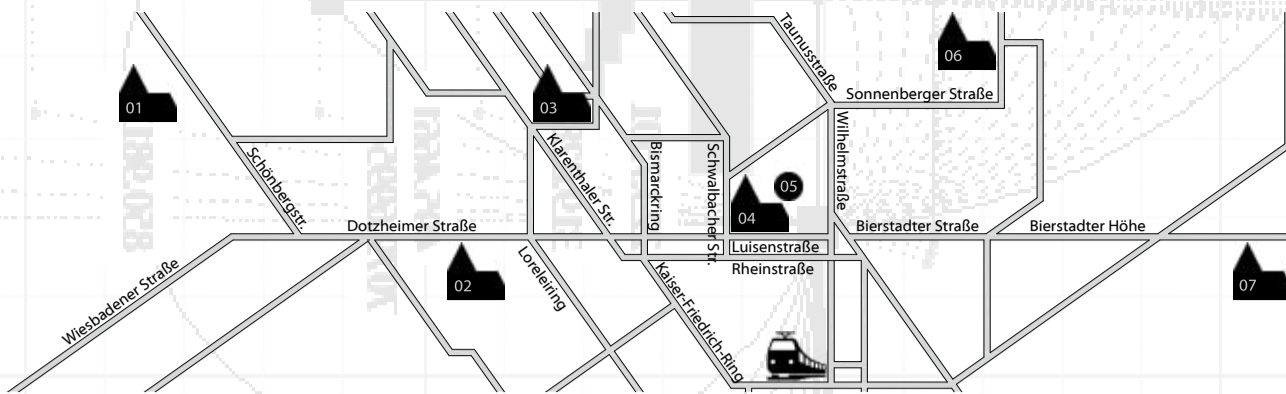 Taunusstraße
06
01
03
Sonnenberger Straße
Wilhelmstraße
Klarenthaler Str.
Bismarckring
Schwalbacher Str.
Schönbergstr.
05
04
Dotzheimer Straße
Bierstadter Straße
Bierstadter Höhe
Luisenstraße
Rheinstraße
Wiesbadener Straße
02
Loreleiring
Kaiser-Friedrich-Ring
07